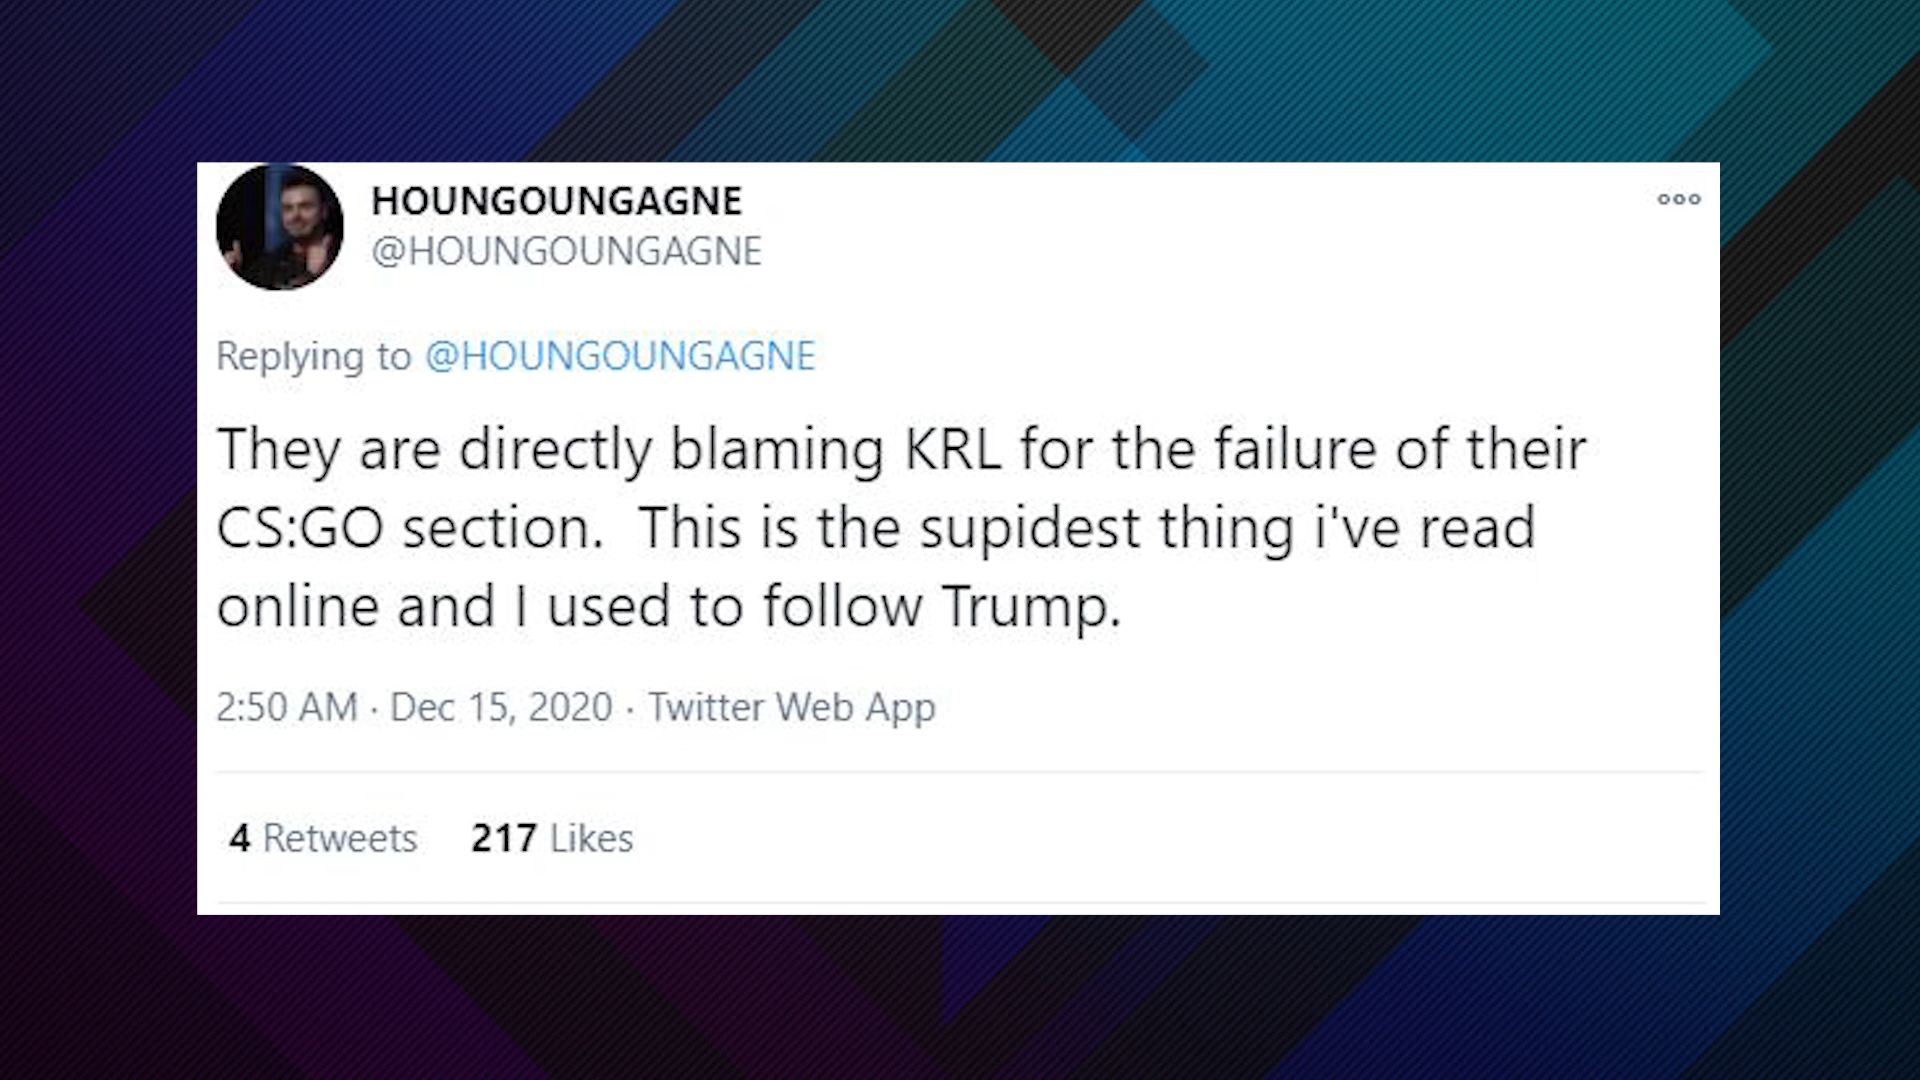 HOUNGOUNGAGNE
@HOUNGOUNGAGNE
Replying to @HOUNGOUNGAGNE
They are directly blaming KRL for the failure of their
CS:GO section.  This is the supidest thing i've read
online and I used to follow Trump.
2:50 AM · Dec 15, 2020 · Twitter Web App
4 Retweets 217 Likes